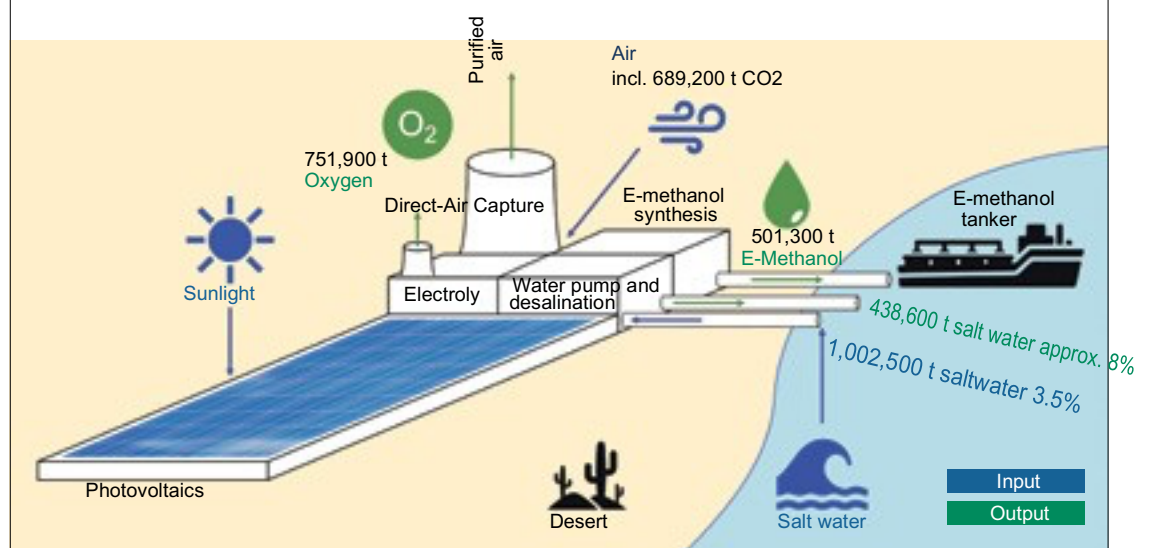 Purified
air
Air
incl. 689,200 t CO2
O2
751,900 t
Oxygen
Direct-Air Capture
E-methanol
synthesis
E-methanol
tanker
501,300 t
E-Methanol
Sunlight
Electroly
Water pump and
desalination
438,600 t salt water approx. 8%
1,002,500 t saltwater 3.5%
Photovoltaics
Desert
Salt water
Input
Output